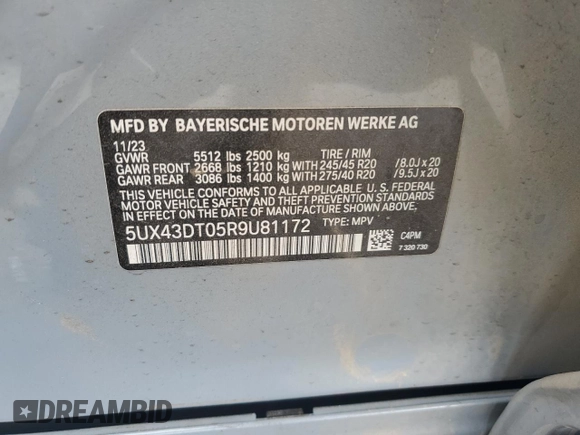 MFD BY BAYERISCHE MOTOREN WERKE AG
11/23
GVWR 5512 lbs 2500 kg TIRE / RIM
GAWR FRONT 2668 lbs 1210 kg WITH 245/45 R20 /8.0J x 20
GAWR REAR 3086 lbs 1400 kg WITH 275/40 R20 /9.5J x 20
THIS VEHICLE CONFORMS TO ALL APPLICABLE U. S. FEDERAL
MOTOR VEHICLE SAFETY AND THEFT PREVENTION STANDARDS
IN EFFECT ON THE DATE OF MANUFACTURE SHOWN ABOVE.
5UX43DT05R9U81172 TYPE: MPV
C4PM
7 320 730
DREAMBID